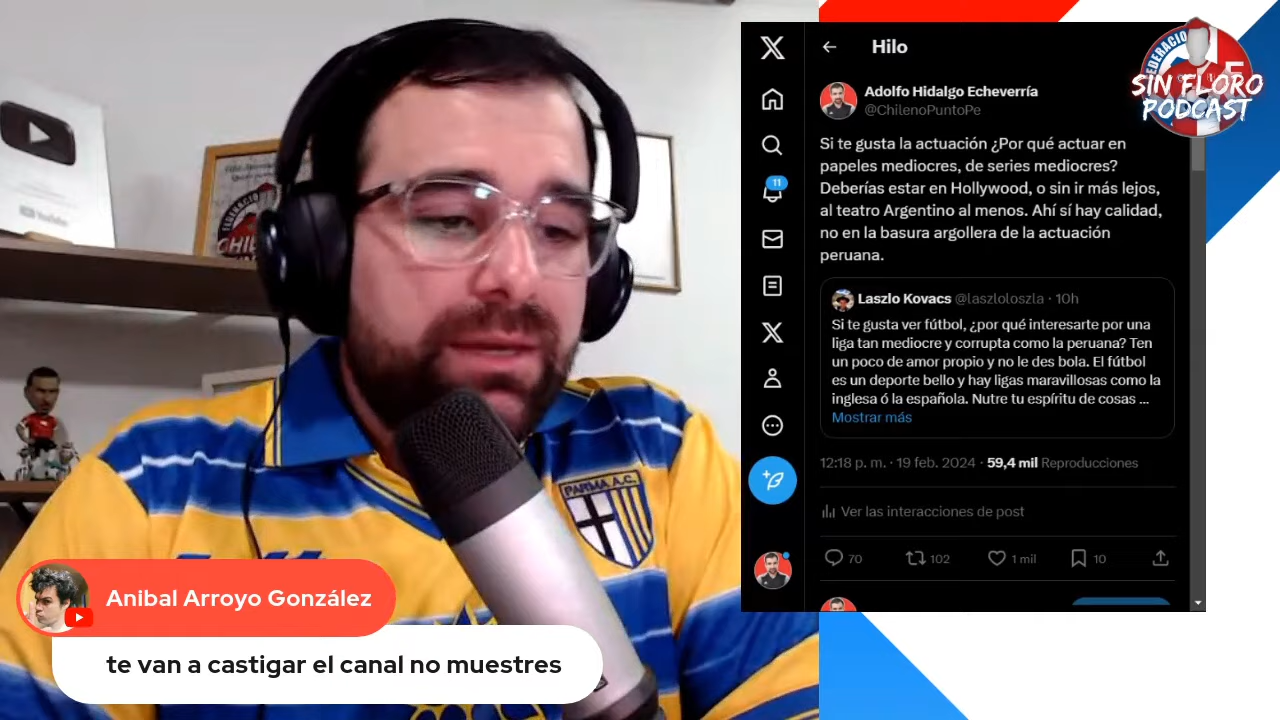 Hilo
Adolfo Hidalgo Echeverría
@ChilenoPuntoPe
Si te gusta la actuación ¿Por qué actuar en
papeles mediocres, de series mediocres?
Deberías estar en Hollywood, o sin ir más lejos,
al teatro Argentino al menos. Ahí sí hay calidad,
no en la basura argollera de la actuación
peruana.
Laszlo Kovacs @laszloloszla · 10h
Si te gusta ver fútbol, ¿por qué interesarte por una
liga tan mediocre y corrupta como la peruana? Ten
un poco de amor propio y no le des bola. El fútbol
es un deporte bello y hay ligas maravillosas como la
inglesa ó la española. Nutre tu espíritu de cosas ...
Mostrar más
12:18 p. m. · 19 feb. 2024 · 59,4 mil Reproducciones
Ver las interacciones de post
70 102 1 mil 10
11
SIN FLORO
PODCAST
YouTube
PARMA A.C.
Anibal Arroyo González
te van a castigar el canal no muestres